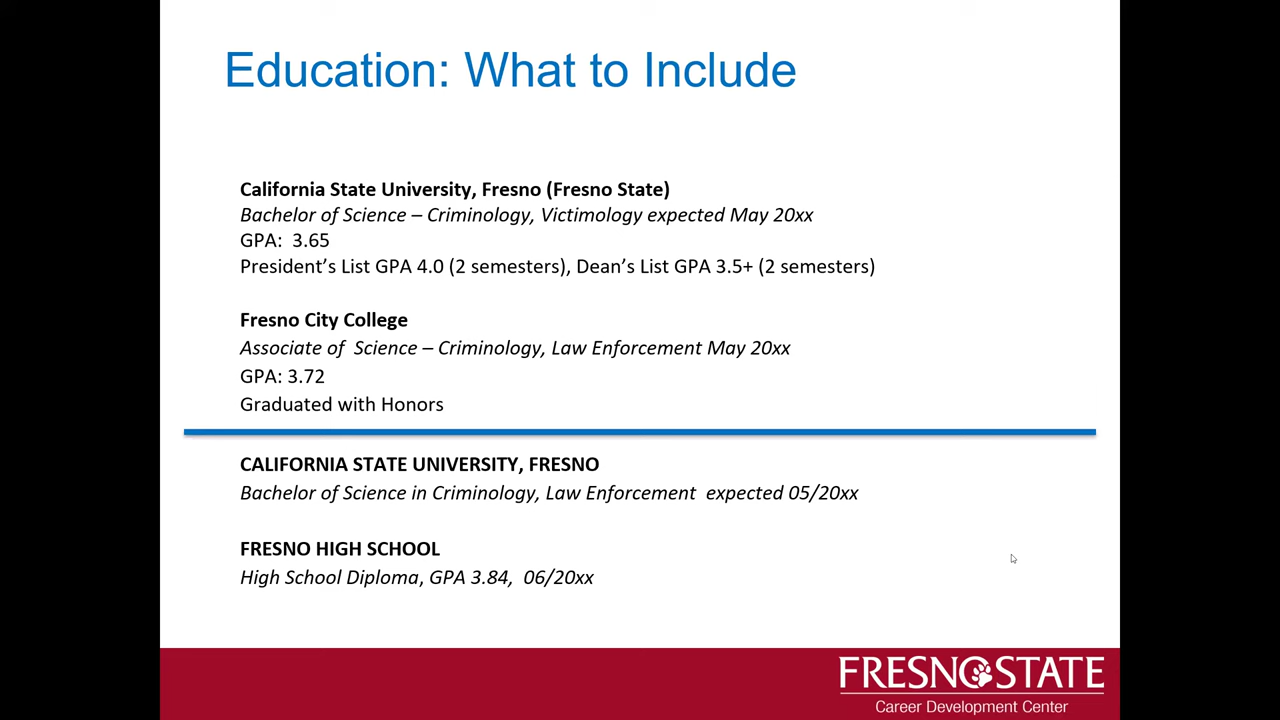 Education: What to Include
California State University, Fresno (Fresno State)
Bachelor of Science – Criminology, Victimology expected May 20xx
GPA:  3.65
President’s List GPA 4.0 (2 semesters), Dean’s List GPA 3.5+ (2 semesters)
Fresno City College
Associate of  Science – Criminology, Law Enforcement May 20xx
GPA: 3.72
Graduated with Honors
CALIFORNIA STATE UNIVERSITY, FRESNO
Bachelor of Science in Criminology, Law Enforcement  expected 05/20xx
FRESNO HIGH SCHOOL
High School Diploma, GPA 3.84,  06/20xx
FRESNO STATE
Career Development Center